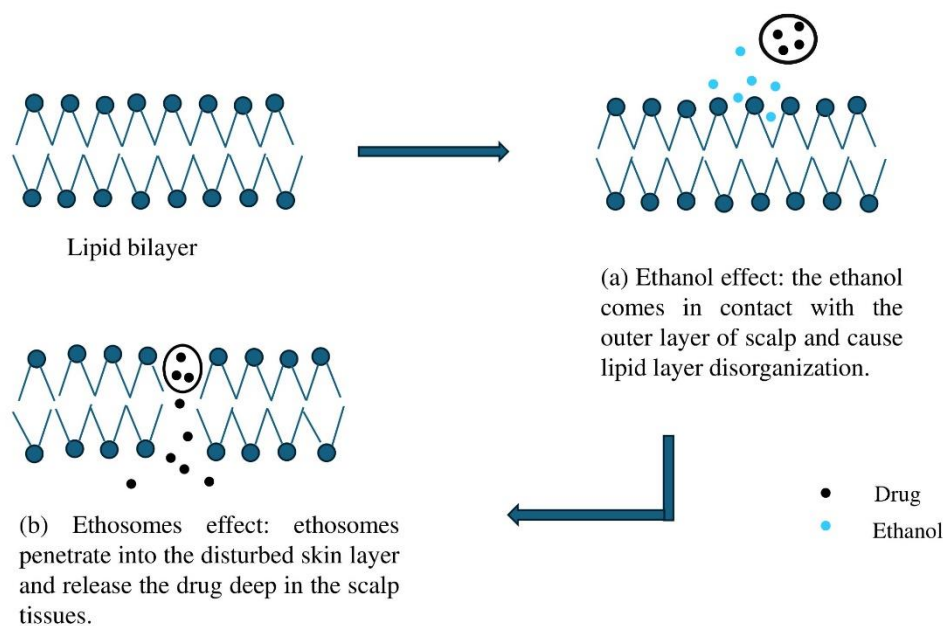 Lipid bilayer
(a) Ethanol effect: the ethanol
comes in contact with the
outer layer of scalp and cause
lipid layer disorganization.
(b) Ethosomes effect: ethosomes
penetrate into the disturbed skin layer
and release the drug deep in the scalp
tissues.
Drug
Ethanol